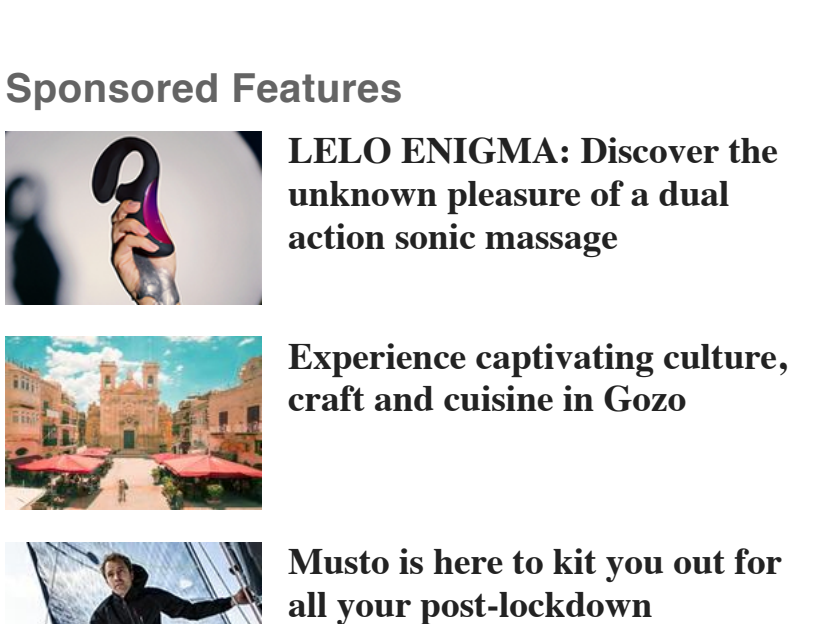 Sponsored Features
LELO ENIGMA: Discover the
unknown pleasure of a dual
action sonic massage
Experience captivating culture,
craft and cuisine in Gozo
Musto is here to kit you out for
all your post-lockdown